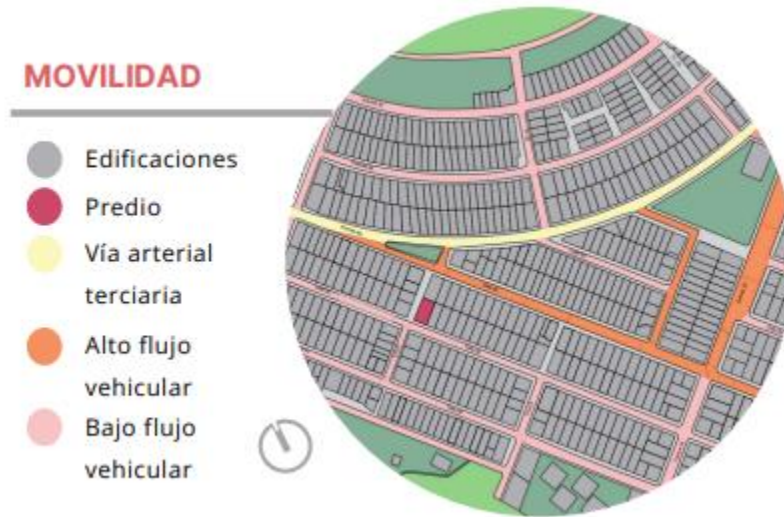 MOVILIDAD
Edificaciones
Predio
Vía arterial
terciaria
Alto flujo
vehicular
Bajo flujo
vehicular